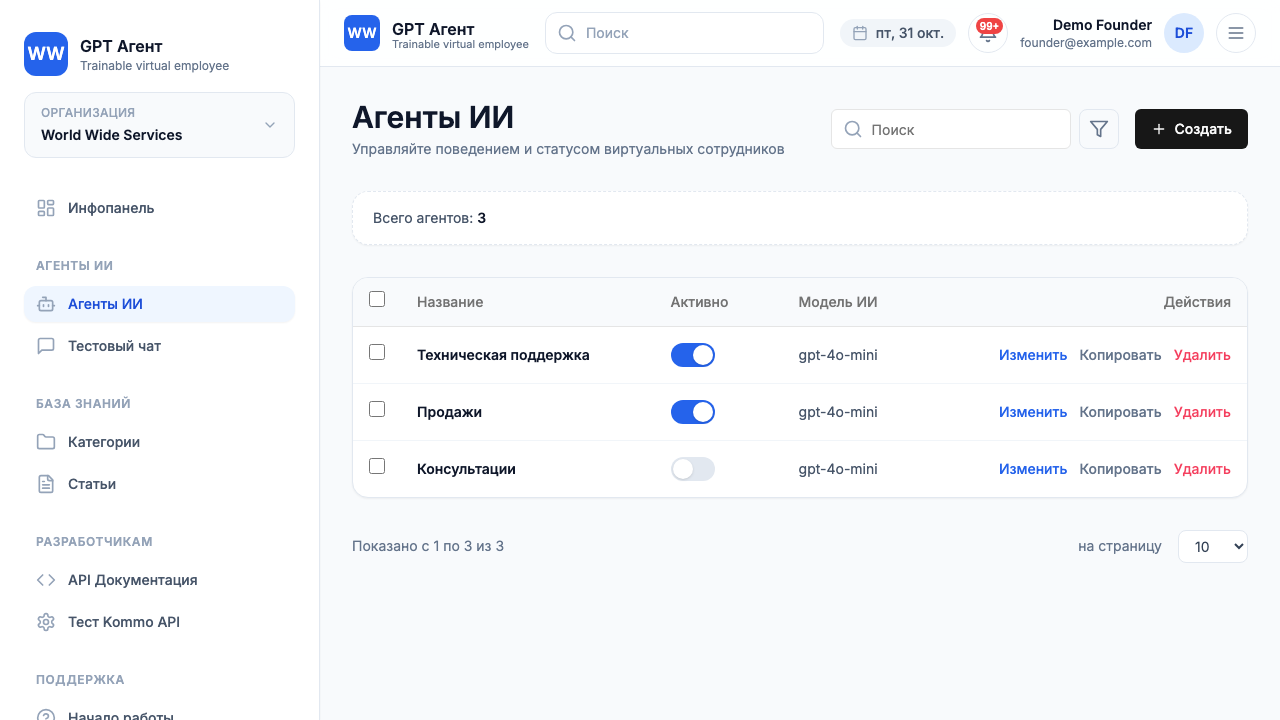 WW
GPT Агент
Trainable virtual employee
ОРГАНИЗАЦИЯ
World Wide Services
Инфопанель
АГЕНТЫ ИИ
Агенты ИИ
Тестовый чат
БАЗА ЗНАНИЙ
Категории
Статьи
РАЗРАБОТЧИКАМ
API Документация
Тест Kommo API
ПОДДЕРЖКА
Начало работы
WW
GPT Агент
Trainable virtual employee
Поиск
пт, 31 окт.
99+
Demo Founder
founder@example.com
DF
Агенты ИИ
Управляйте поведением и статусом виртуальных сотрудников
Поиск
Создать
Всего агентов: 3
Название Активно Модель ИИ Действия
Техническая поддержка gpt-4o-mini Изменить Копировать Удалить
Продажи gpt-4o-mini Изменить Копировать Удалить
Консультации gpt-4o-mini Изменить Копировать Удалить
Показано с 1 по 3 из 3
на страницу 10